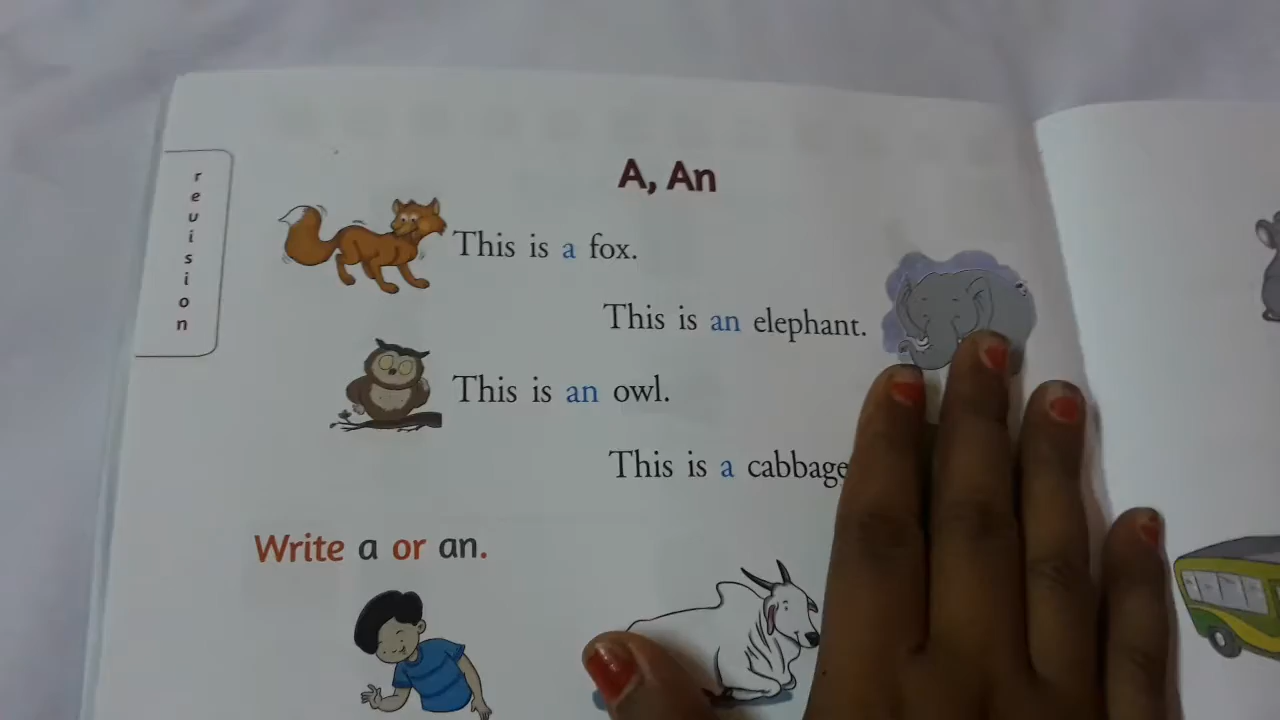 revision
A, An
This is a fox.
This is an elephant.
This is an owl.
This is a cabbage
Write a or an.